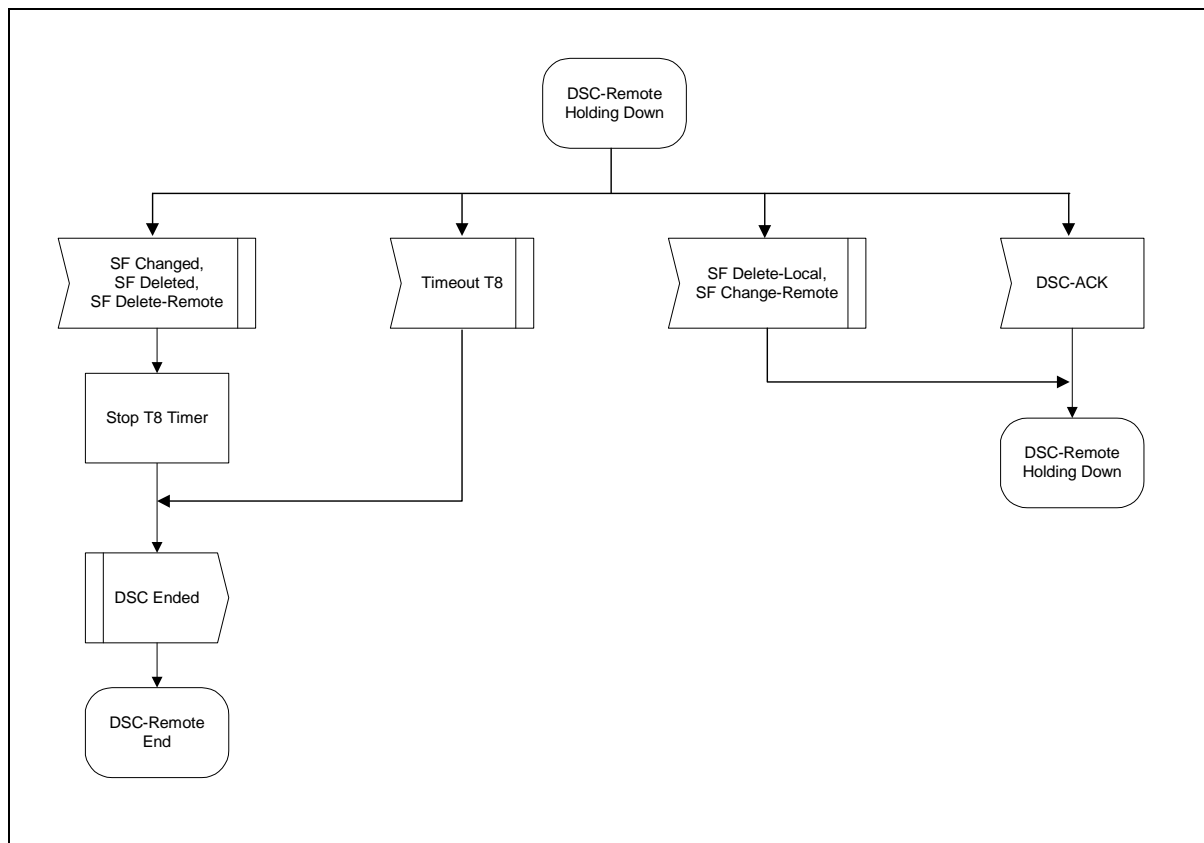 DSC-Remote
Holding Down
SF Changed,
SF Deleted,
SF Delete-Remote
Timeout T8
SF Delete-Local,
SF Change-Remote
DSC-ACK
Stop T8 Timer
DSC-Remote
Holding Down
DSC Ended
DSC-Remote
End